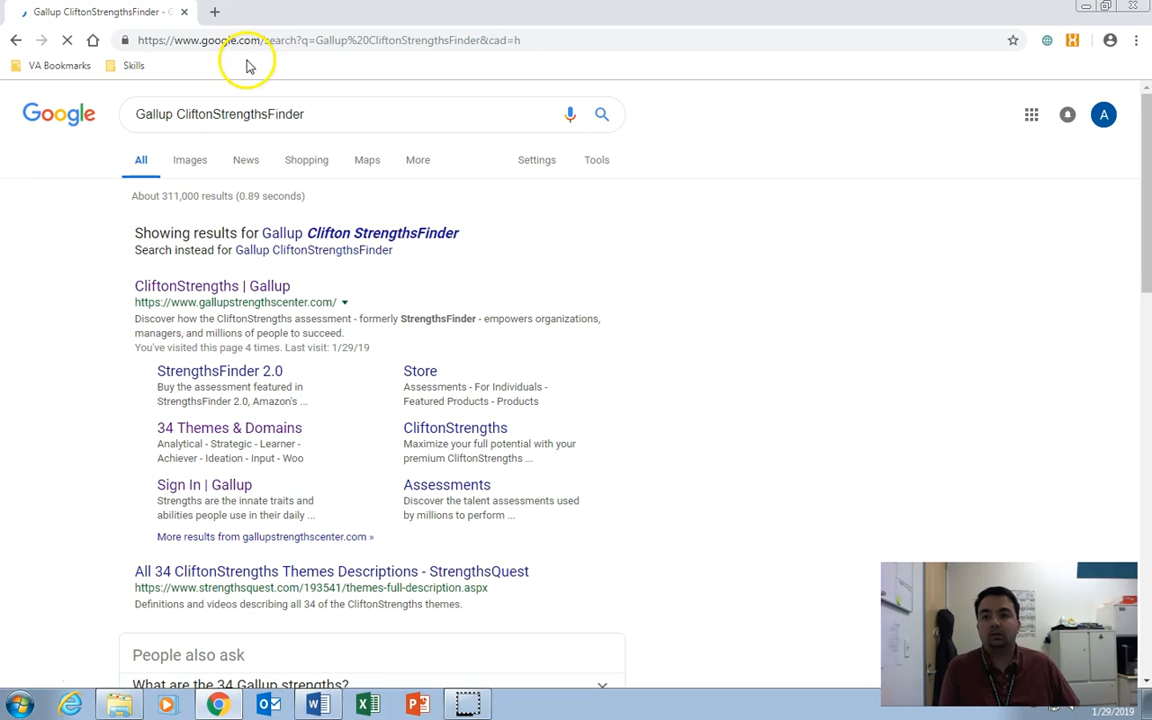 Gallup CliftonStrengthsFinder - G
https://www.google.com/search?q=Gallup%20CliftonStrengthsFinder&cad=h
VA Bookmarks
Skills
Google
Gallup CliftonStrengthsFinder
A
All Images News Shopping Maps More Settings Tools
About 311,000 results (0.89 seconds)
Showing results for Gallup Clifton StrengthsFinder
Search instead for Gallup CliftonStrengthsFinder
CliftonStrengths | Gallup
https://www.gallupstrengthscenter.com/
Discover how the CliftonStrengths assessment - formerly StrengthsFinder - empowers organizations,
managers, and millions of people to succeed.
You've visited this page 4 times. Last visit: 1/29/19
StrengthsFinder 2.0
Buy the assessment featured in
StrengthsFinder 2.0, Amazon's ...
Store
Assessments - For Individuals -
Featured Products - Products
34 Themes & Domains
Analytical - Strategic - Learner -
Achiever - Ideation - Input - Woo
CliftonStrengths
Maximize your full potential with your
premium CliftonStrengths ...
Sign In | Gallup
Strengths are the innate traits and
abilities people use in their daily ...
Assessments
Discover the talent assessments used
by millions to perform ...
More results from gallupstrengthscenter.com »
All 34 CliftonStrengths Themes Descriptions - StrengthsQuest
https://www.strengthsquest.com/193541/themes-full-description.aspx
Definitions and videos describing all 34 of the CliftonStrengths themes.
People also ask
What are the 34 Gallup strengths?
1/29/2019